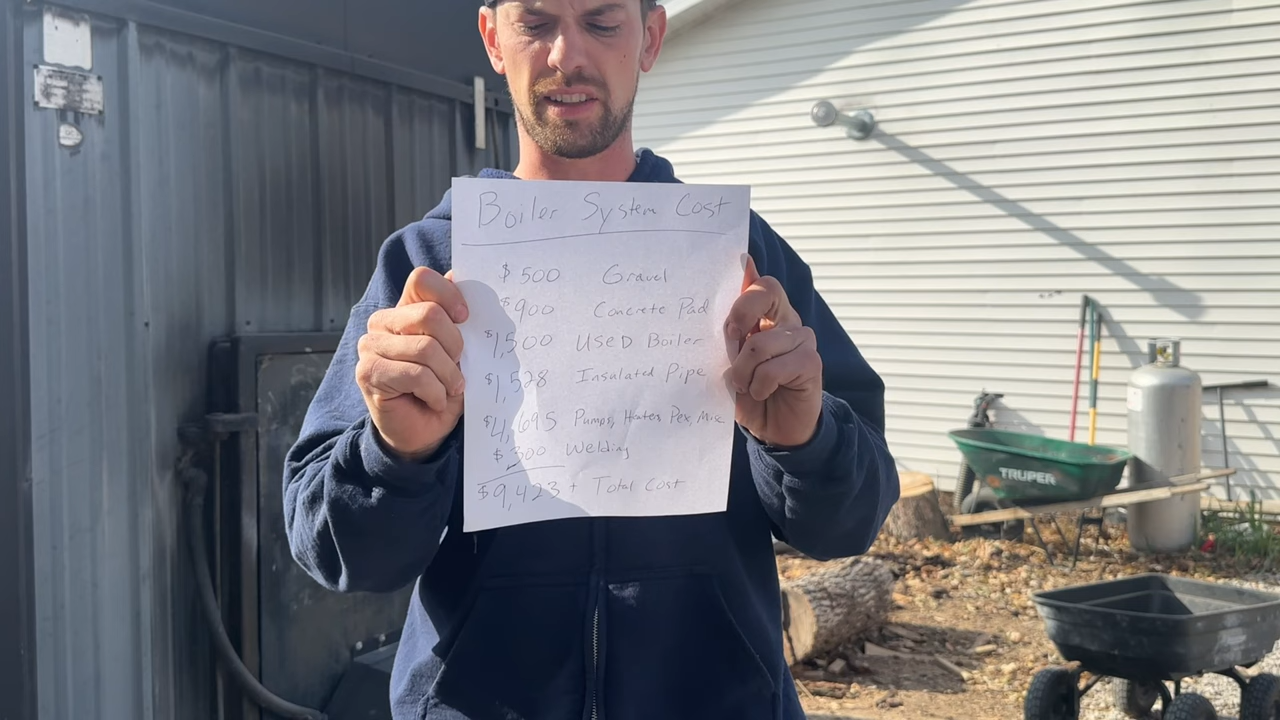 Boiler System Cost
$500 Gravel
$900 Concrete Pad
$1,500 USED Boiler
$1,528 Insulated Pipe
$4,695 Pumps, Heaters Pex, Misc
$300 Welding
$9,423 + Total Cost
TRUPER